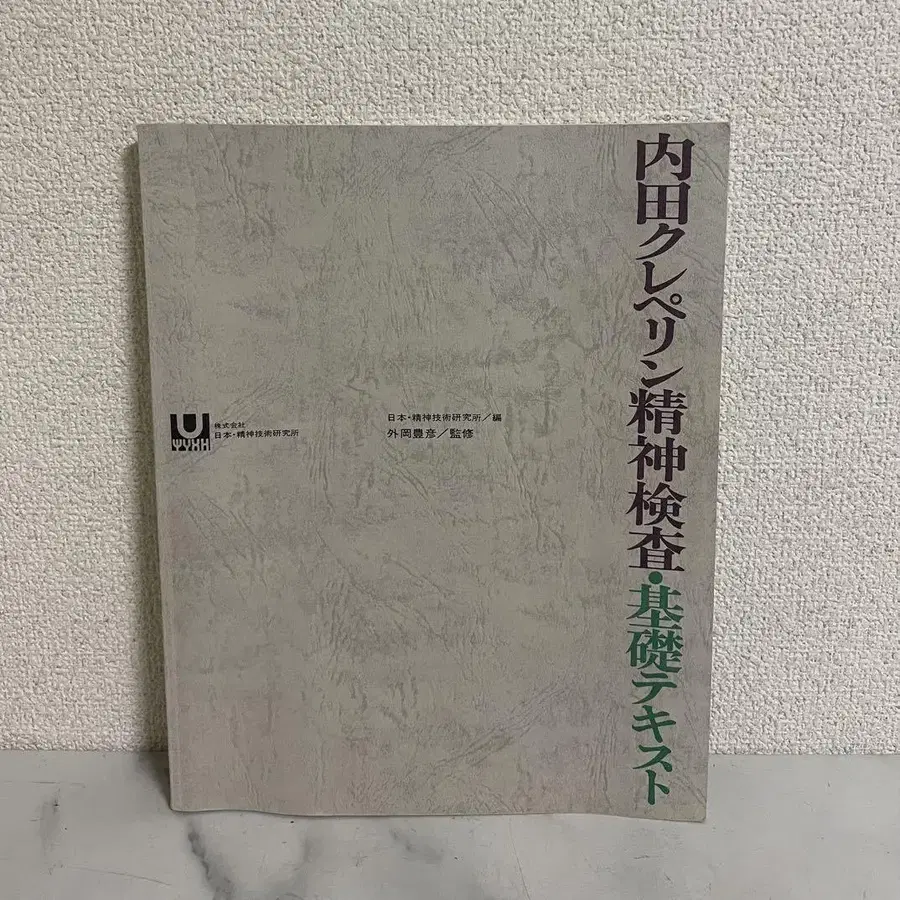 内田クレペリン精神検査・基礎テキスト
日本・精神技術研究所／編
外岡豊彦／監修
株式会社
日本・精神技術研究所